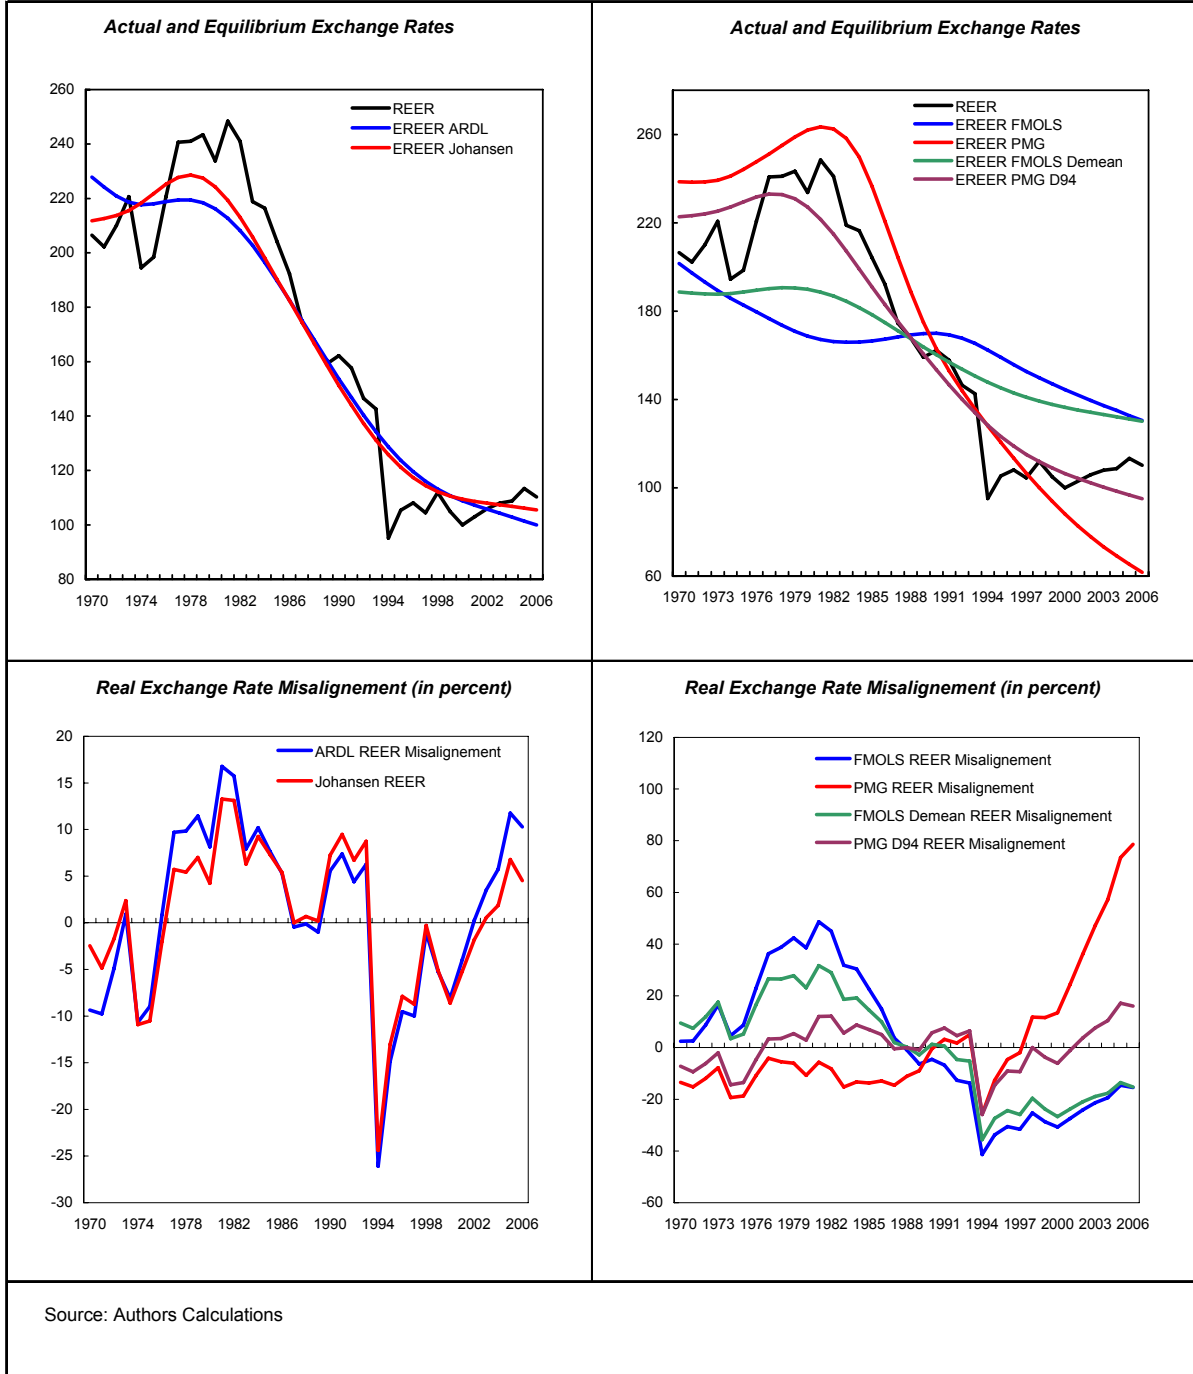 Actual and Equilibrium Exchange Rates
260
240
220
200
180
160
140
120
100
80
REER
EREER ARDL
EREER Johansen
1970 1974 1978 1982 1986 1990 1994 1998 2002 2006
Actual and Equilibrium Exchange Rates
260
220
180
140
100
60
REER
EREER FMOLS
EREER PMG
EREER FMOLS Demean
EREER PMG D94
1970 1973 1976 1979 1982 1985 1988 1991 1994 1997 2000 2003 2006
Real Exchange Rate Misalignement (in percent)
20
15
10
5
0
-5
-10
-15
-20
-25
-30
ARDL REER Misalignement
Johansen REER
1970 1974 1978 1982 1986 1990 1994 1998 2002 2006
Real Exchange Rate Misalignement (in percent)
120
100
80
60
40
20
0
-20
-40
-60
FMOLS REER Misalignement
PMG REER Misalignement
FMOLS Demean REER Misalignement
PMG D94 REER Misalignement
1970 1973 1976 1979 1982 1985 1988 1991 1994 1997 2000 2003 2006
Source: Authors Calculations